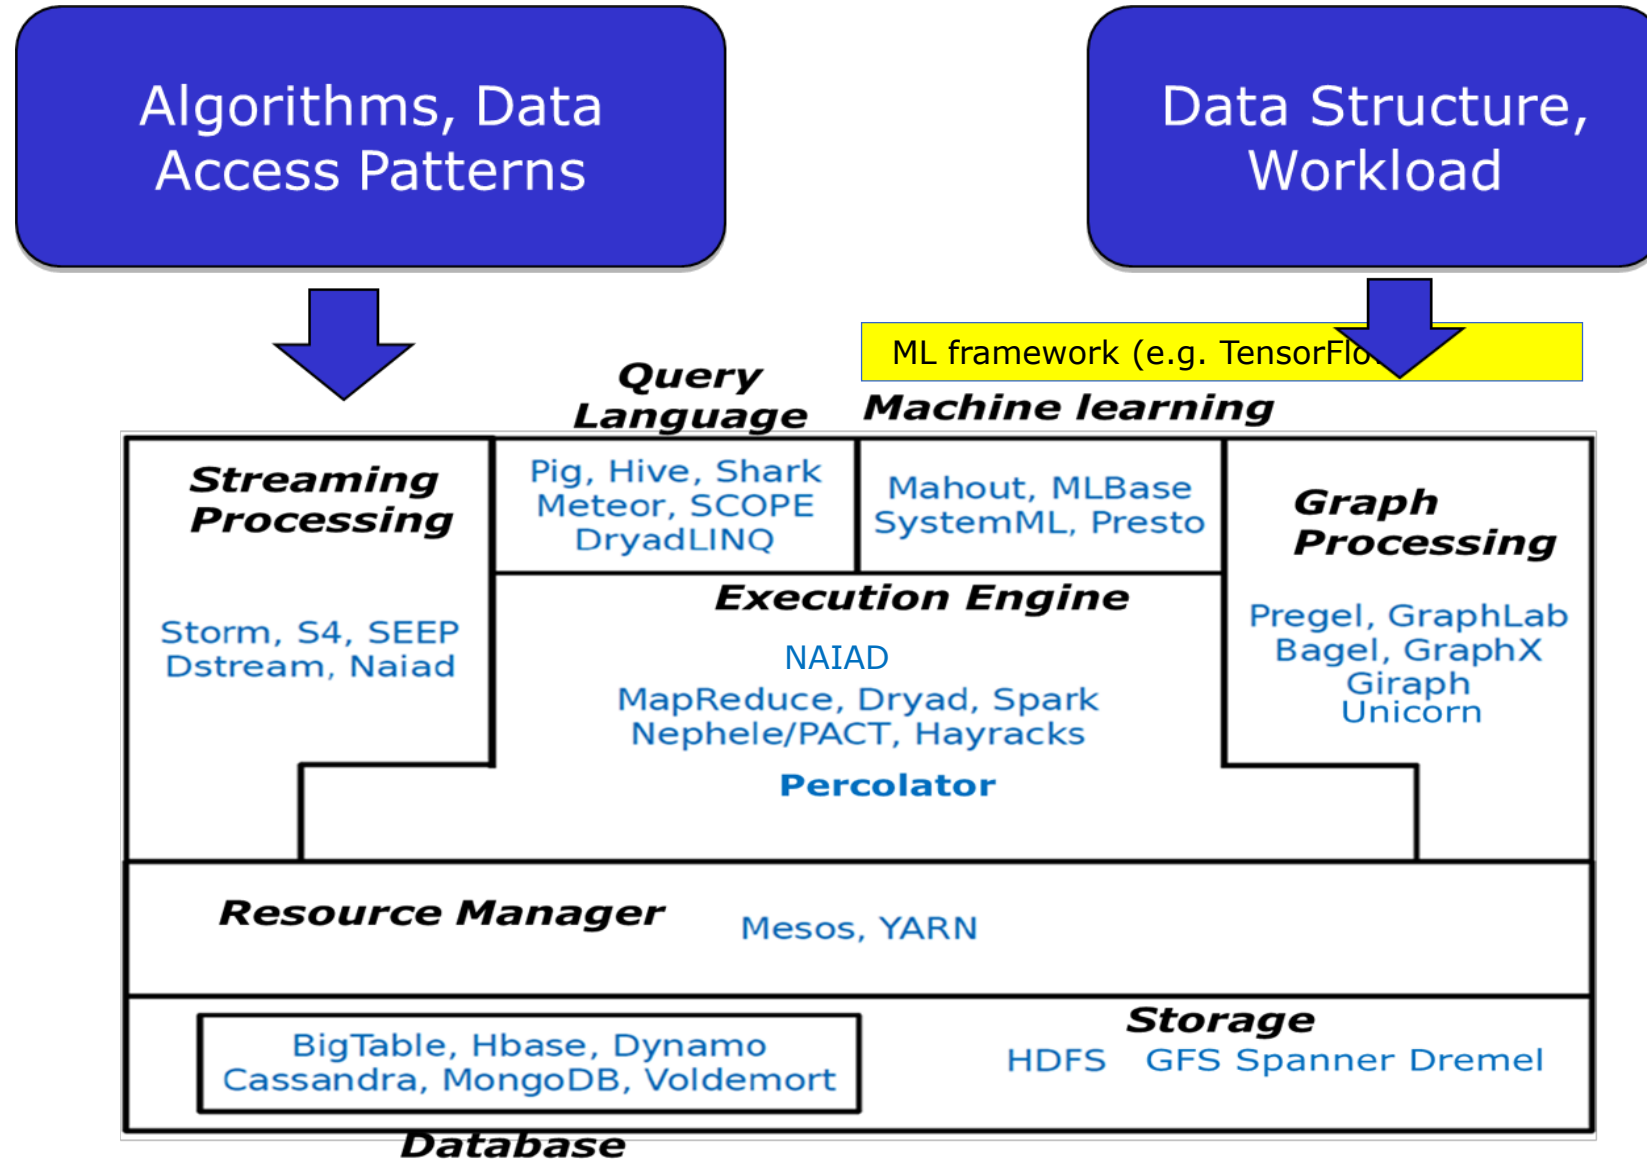 Algorithms, Data
Access Patterns
Data Structure,
Workload
ML framework (e.g. TensorFlo
Query
Language
Machine learning
Streaming
Processing
Storm, S4, SEEP
Dstream, Naiad
Pig, Hive, Shark
Meteor, SCOPE
DryadLINQ
Mahout, MLBase
SystemML, Presto
Graph
Processing
Pregel, GraphLab
Bagel, GraphX
Giraph
Unicorn
Execution Engine
NAIAD
MapReduce, Dryad, Spark
Nephele/PACT, Hayracks
Percolator
Resource Manager
Mesos, YARN
BigTable, Hbase, Dynamo
Cassandra, MongoDB, Voldemort
Database
Storage
HDFS GFS Spanner Dremel